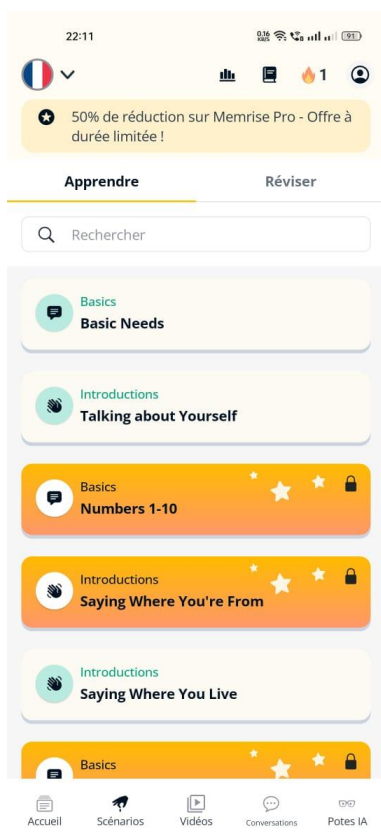 22:11
0.16
KB/S
91
1
50% de réduction sur Memrise Pro - Offre à
durée limitée !
Apprendre
Réviser
Rechercher
Basics
Basic Needs
Introductions
Talking about Yourself
Basics
Numbers 1-10
Introductions
Saying Where You're From
Introductions
Saying Where You Live
Basics
Accueil
Scénarios
Vidéos
Conversations
Potes IA